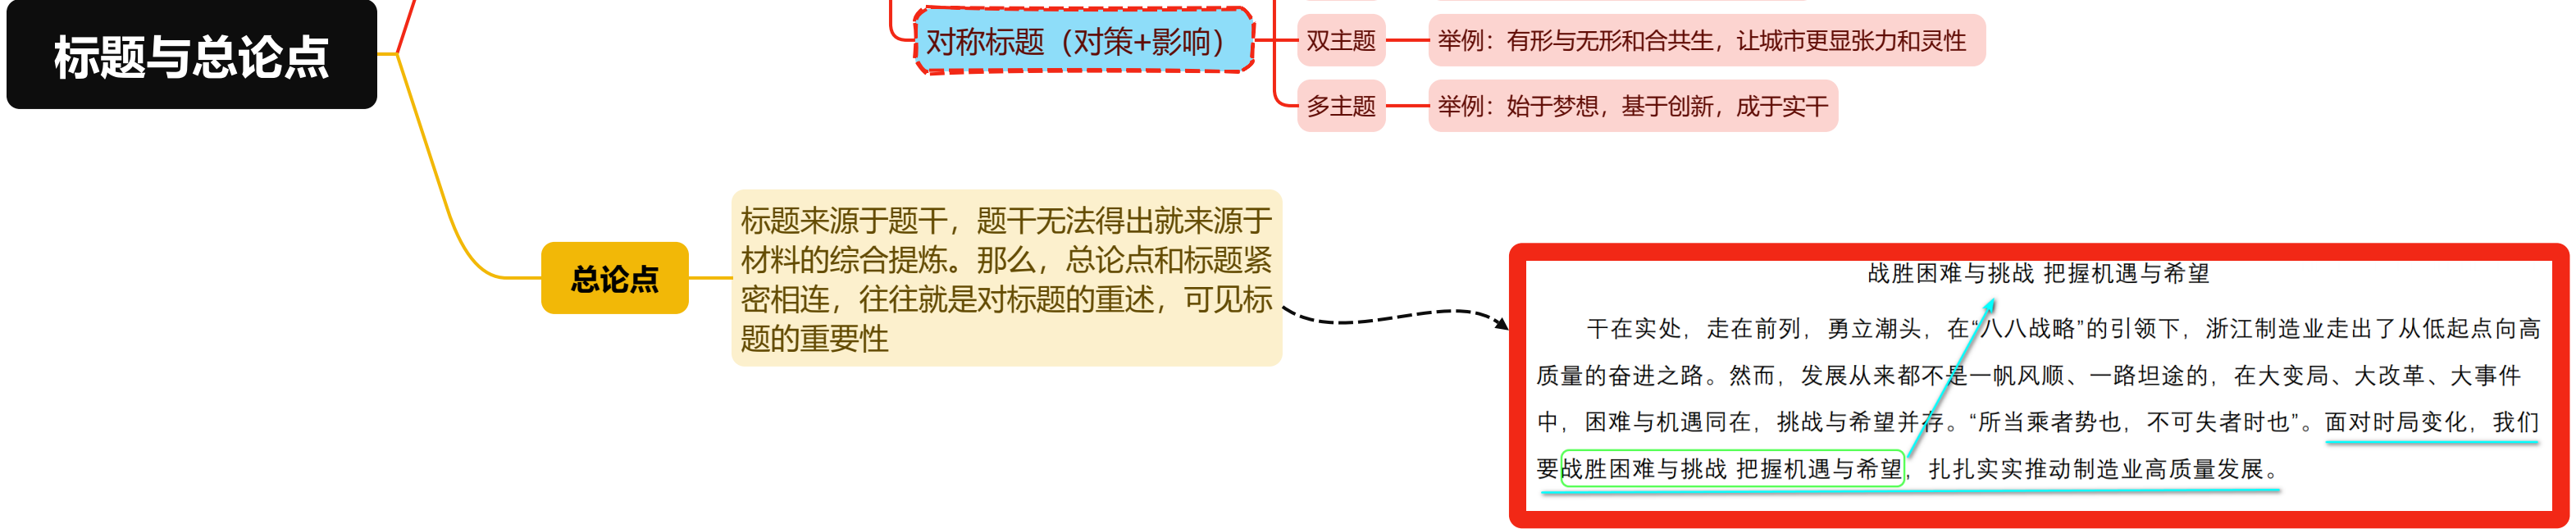 标题与总论点
对称标题（对策+影响）
双主题
举例：有形与无形和合共生，让城市更显张力和灵性
多主题
举例：始于梦想，基于创新，成于实干
总论点
标题来源于题干，题干无法得出就来源于
材料的综合提炼。那么，总论点和标题紧
密相连，往往就是对标题的重述，可见标
题的重要性
战胜困难与挑战 把握机遇与希望
干在实处，走在前列，勇立潮头，在“八八战略”的引领下，浙江制造业走出了从低起点向高
质量的奋进之路。然而，发展从来都不是一帆风顺、一路坦途的，在大变局、大改革、大事件
中，困难与机遇同在，挑战与希望并存。“所当乘者势也，不可失者时也”。面对时局变化，我们
要战胜困难与挑战 把握机遇与希望，扎扎实实推动制造业高质量发展。